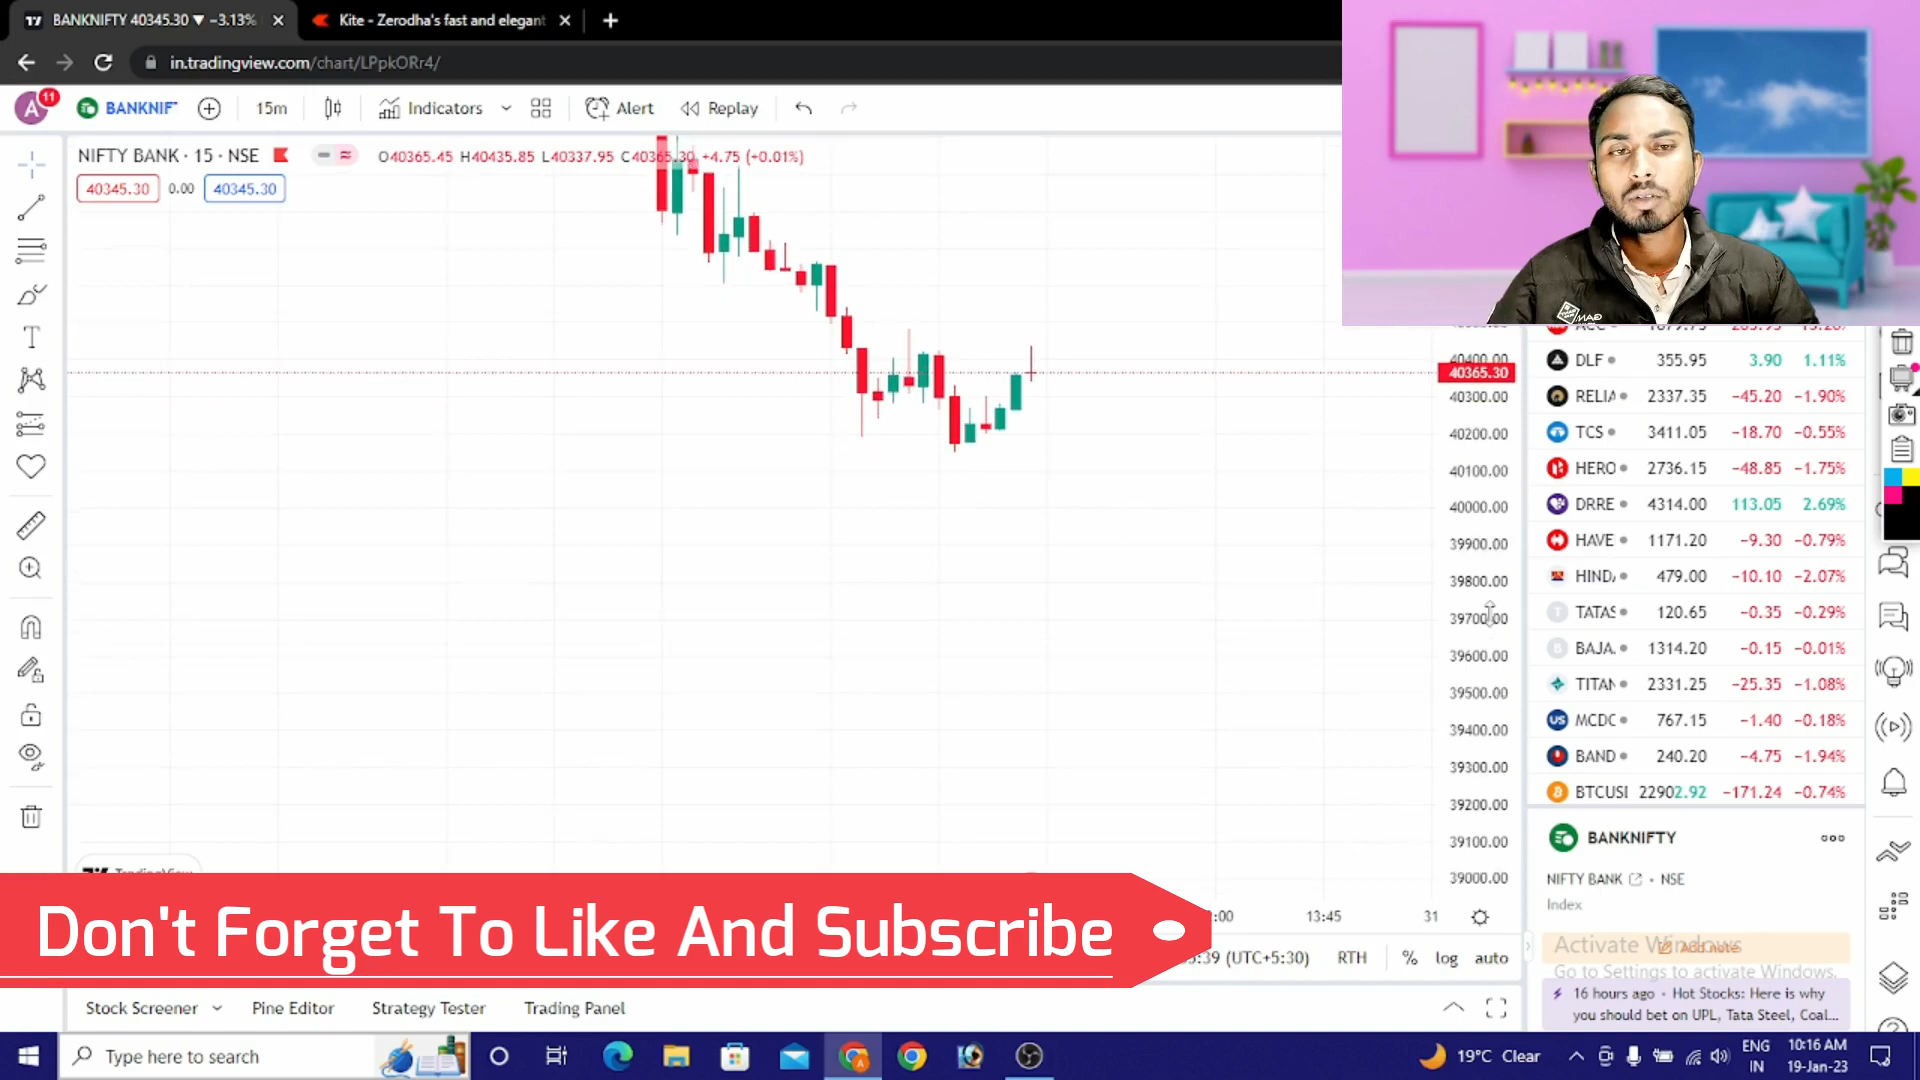 BANKNIFTY 40345.30 ▼ −3.13%
Kite - Zerodha's fast and elegant
in.tradingview.com/chart/LPpkORr4/
A 11
BANKNIF
15m
Indicators
Alert
Replay
NIFTY BANK · 15 · NSE
O40365.45 H40435.85 L40337.95 C40365.30 +4.75 (+0.01%)
40345.30 0.00 40345.30
40400.00
40365.30
40300.00
40200.00
40100.00
40000.00
39900.00
39800.00
39700.00
39600.00
39500.00
39400.00
39300.00
39200.00
39100.00
39000.00
MAD
DLF 355.95 3.90 1.11%
RELIA 2337.35 −45.20 −1.90%
TCS 3411.05 −18.70 −0.55%
HERO 2736.15 −48.85 −1.75%
DRRE 4314.00 113.05 2.69%
HAVE 1171.20 −9.30 −0.79%
HIND 479.00 −10.10 −2.07%
TATAS 120.65 −0.35 −0.29%
BAJA. 1314.20 −0.15 −0.01%
TITAN 2331.25 −25.35 −1.08%
MCDC 767.15 −1.40 −0.18%
BAND 240.20 −4.75 −1.94%
BTCUSI 22902.92 −171.24 −0.74%
BANKNIFTY
NIFTY BANK · NSE
Index
Activate Windows
Add note
Go to Settings to activate Windows.
16 hours ago · Hot Stocks: Here is why
you should bet on UPL, Tata Steel, Coal...
Don't Forget To Like And Subscribe
:00 13:45 31
:39 (UTC+5:30) RTH % log auto
Stock Screener Pine Editor Strategy Tester Trading Panel
Type here to search
19°C Clear
ENG
IN
10:16 AM
19-Jan-23